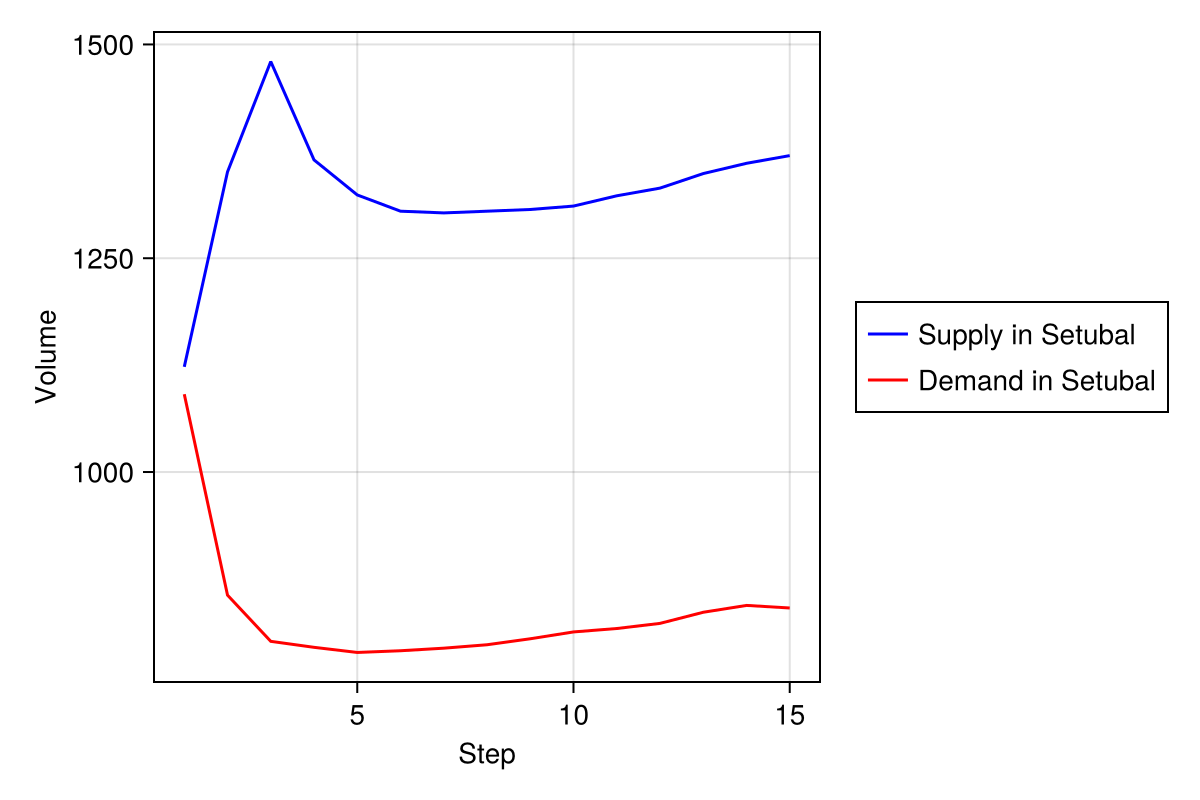 1500
1250
1000
Volume
5 10 15
Step
Supply in Setubal
Demand in Setubal